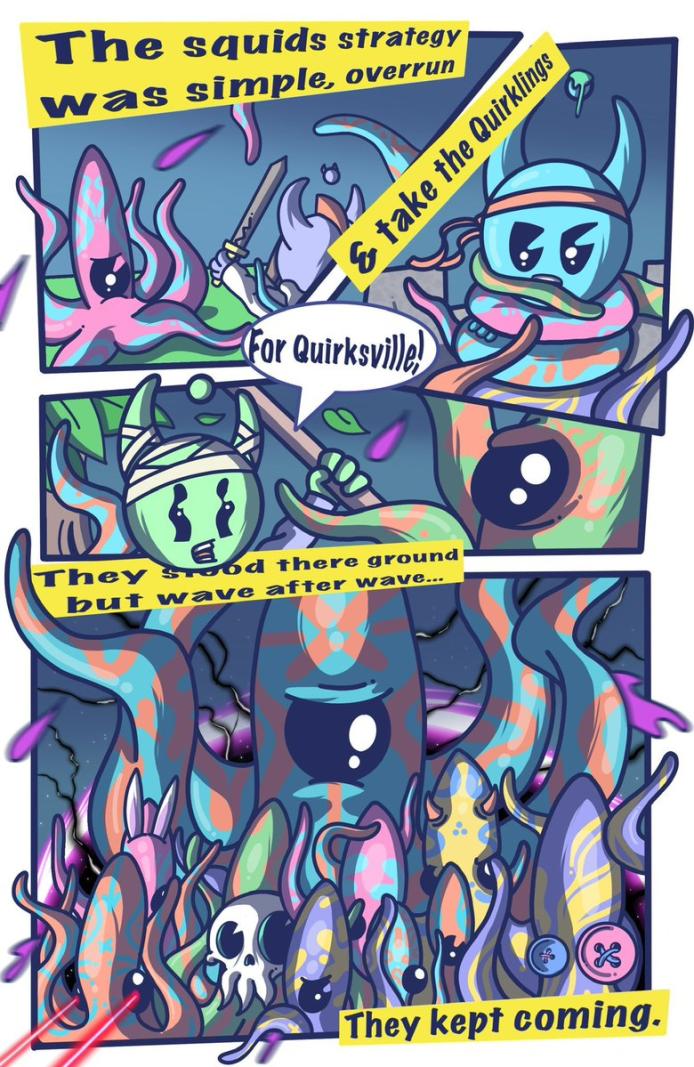 The squids strategy
was simple, overrun
& take the Quirklings
For Quirksville!
They stood there ground
but wave after wave...
They kept coming.